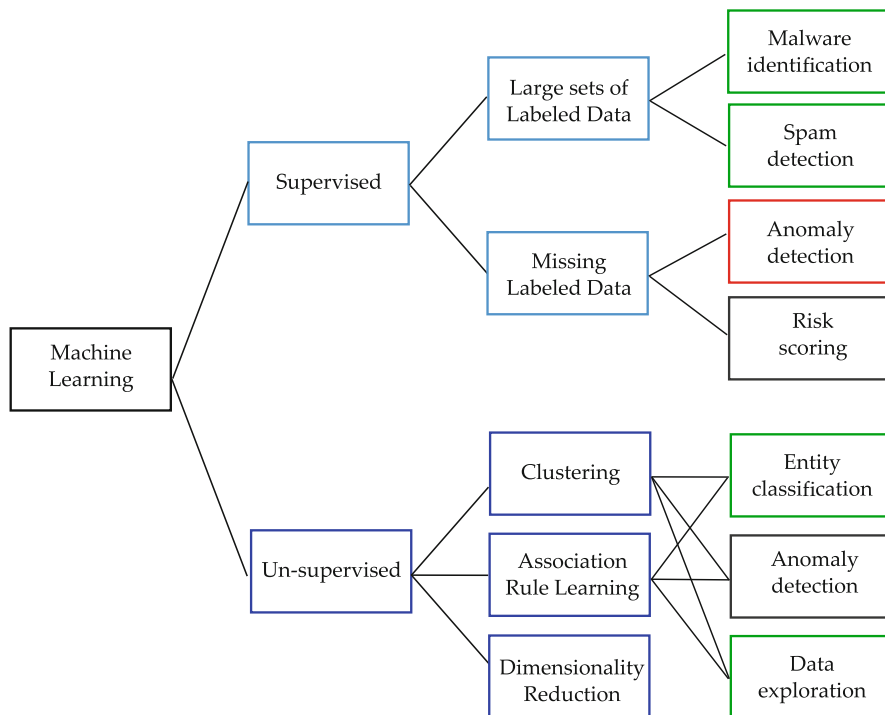 Machine
Learning
Supervised
Un-supervised
Large sets of
Labeled Data
Missing
Labeled Data
Clustering
Association
Rule Learning
Dimensionality
Reduction
Malware
identification
Spam
detection
Anomaly
detection
Risk
scoring
Entity
classification
Anomaly
detection
Data
exploration